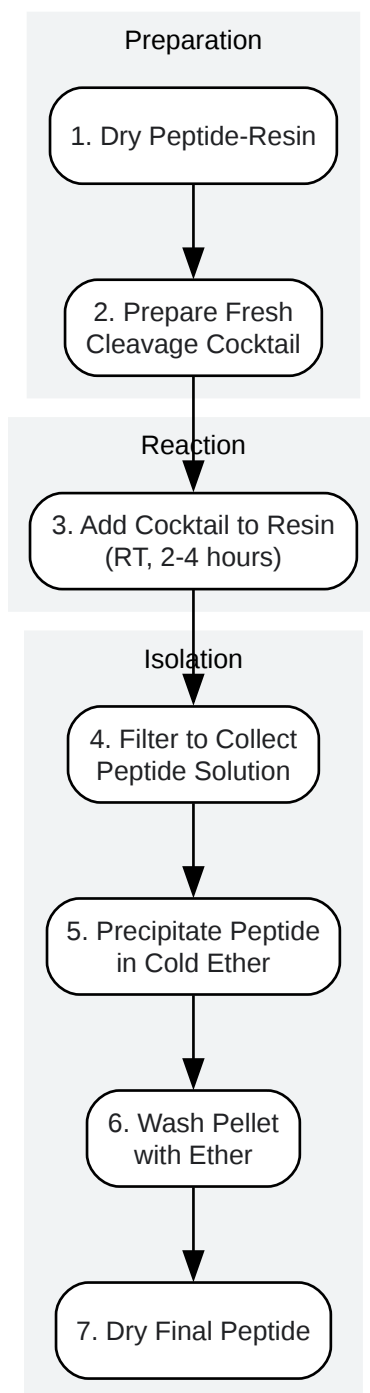 Preparation
1. Dry Peptide-Resin
2. Prepare Fresh
Cleavage Cocktail
Reaction
3. Add Cocktail to Resin
(RT, 2-4 hours)
Isolation
4. Filter to Collect
Peptide Solution
5. Precipitate Peptide
in Cold Ether
6. Wash Pellet
with Ether
7. Dry Final Peptide